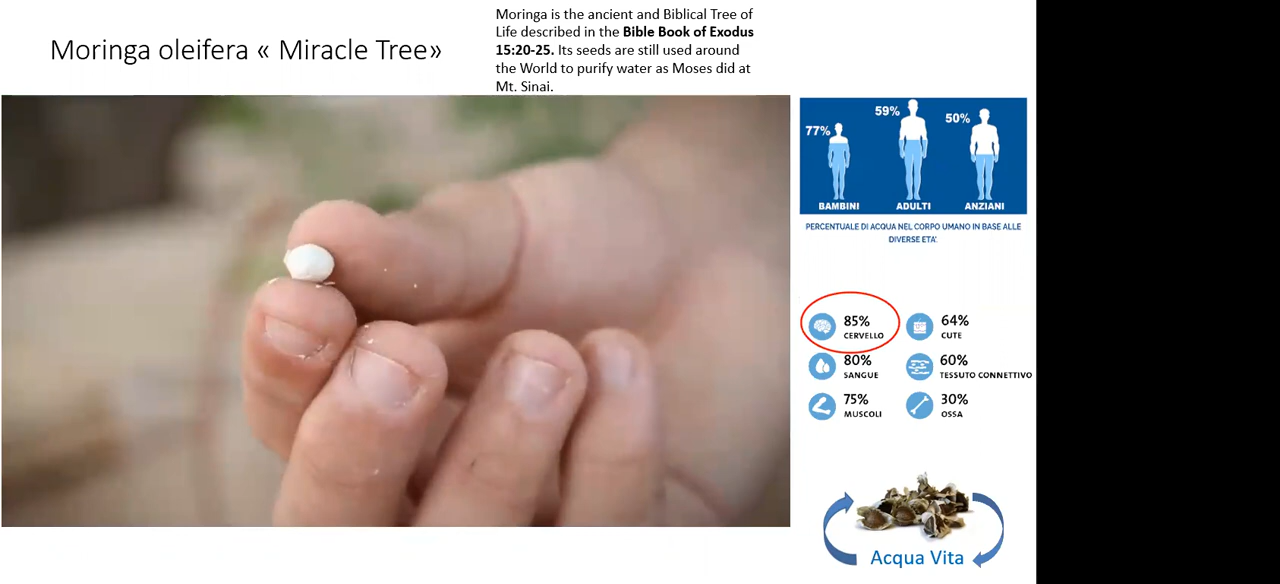 Moringa oleifera « Miracle Tree»
Moringa is the ancient and Biblical Tree of
Life described in the Bible Book of Exodus
15:20-25. Its seeds are still used around
the World to purify water as Moses did at
Mt. Sinai.
77%
59%
50%
BAMBINI
ADULTI
ANZIANI
PERCENTUALE DI ACQUA NEL CORPO UMANO IN BASE ALLE
DIVERSE ETA'.
85%
CERVELLO
64%
CUTE
80%
SANGUE
60%
TESSUTO CONNETTIVO
75%
MUSCOLI
30%
OSSA
Acqua Vita